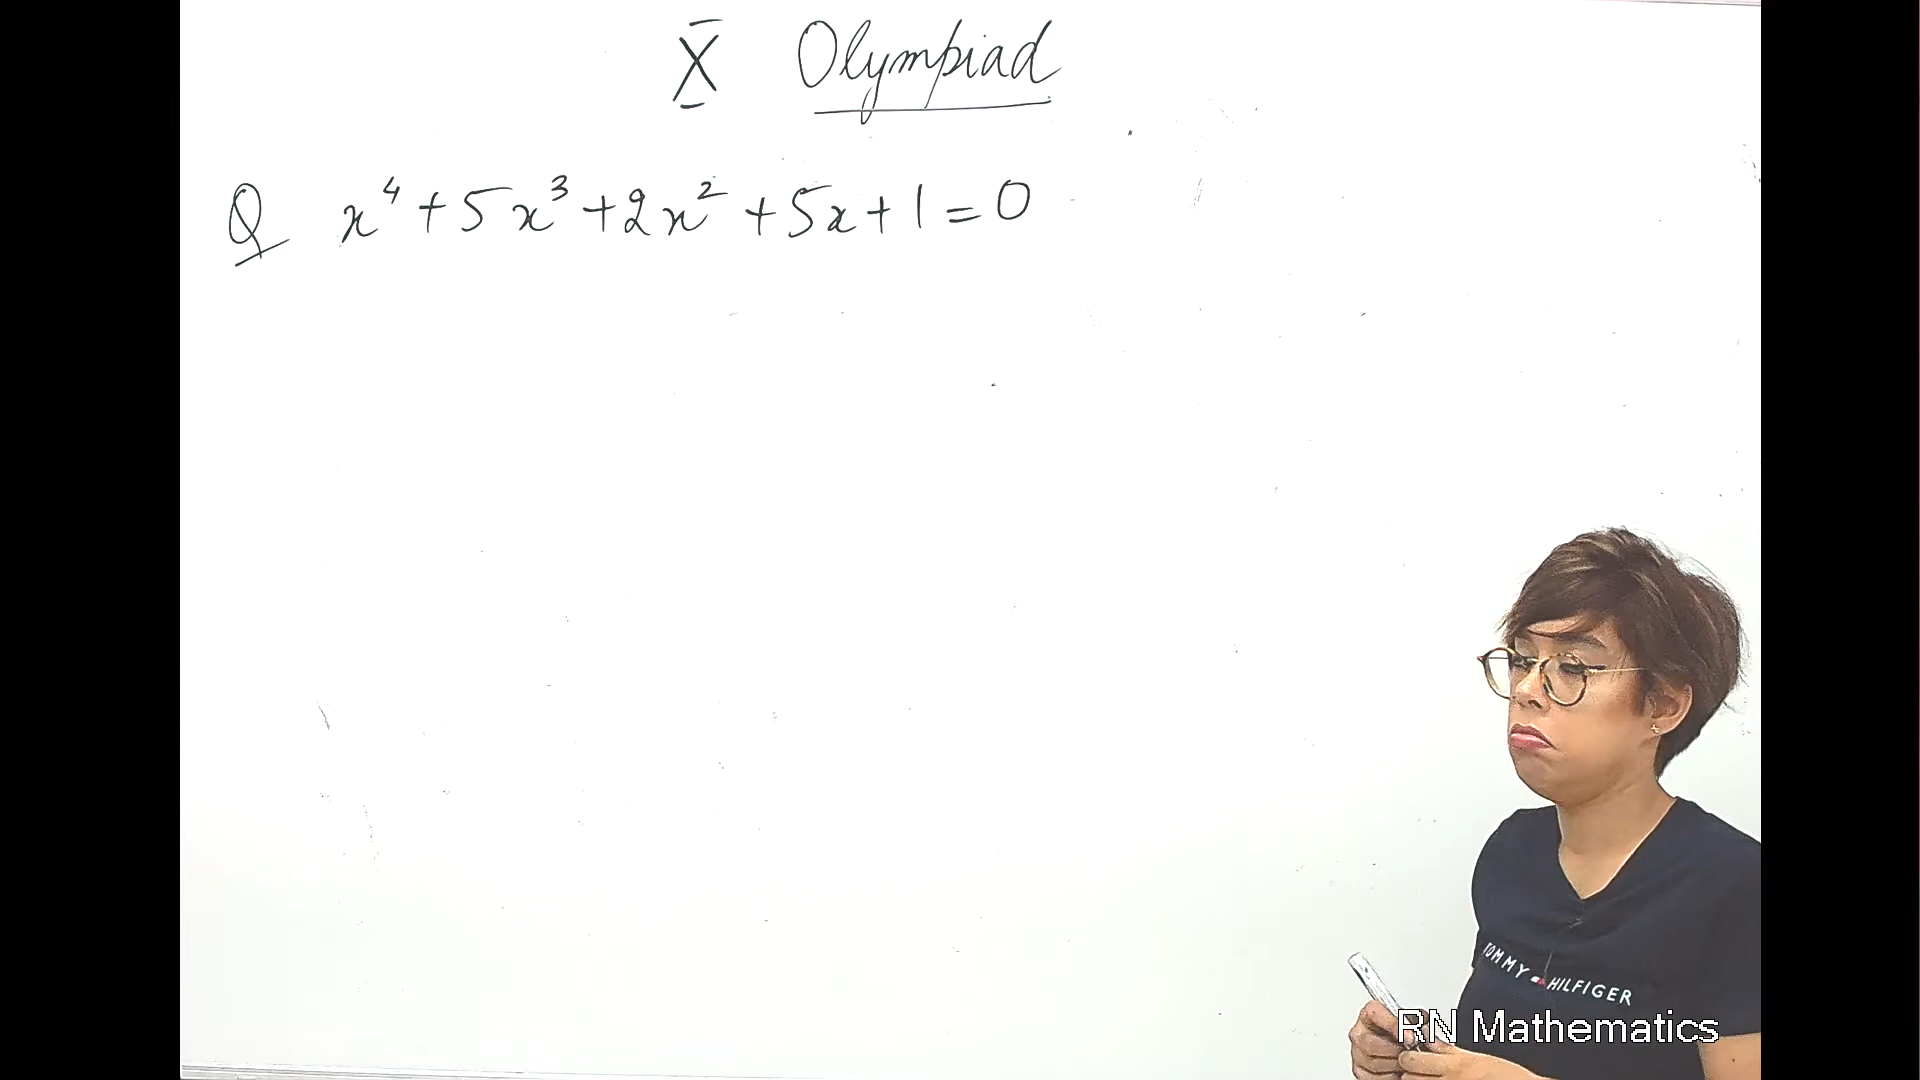 X Olympiad
Q x⁴ + 5x³ + 2x² + 5x + 1 = 0
TOMMY HILFIGER
RN Mathematics